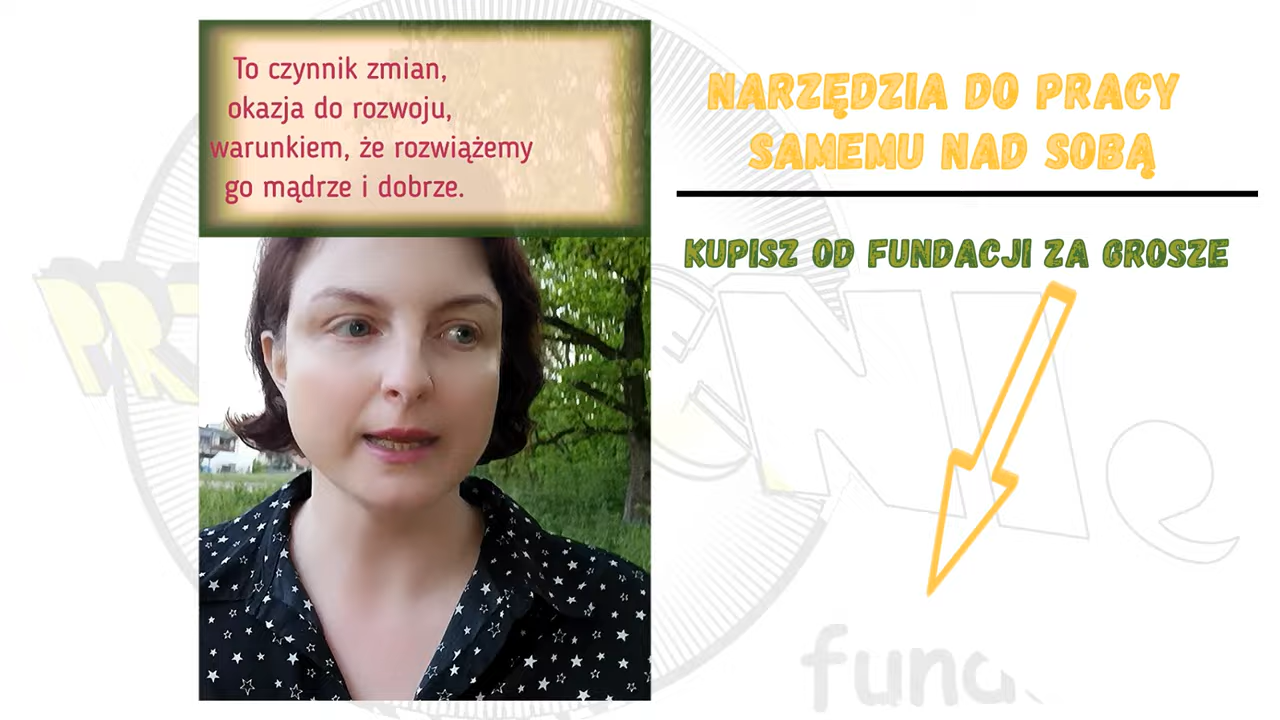 To czynnik zmian,
okazja do rozwoju,
warunkiem, że rozwiążemy
go mądrze i dobrze.
NARZĘDZIA DO PRACY
SAMEMU NAD SOBĄ
KUPISZ OD FUNDACJI ZA GROSZE